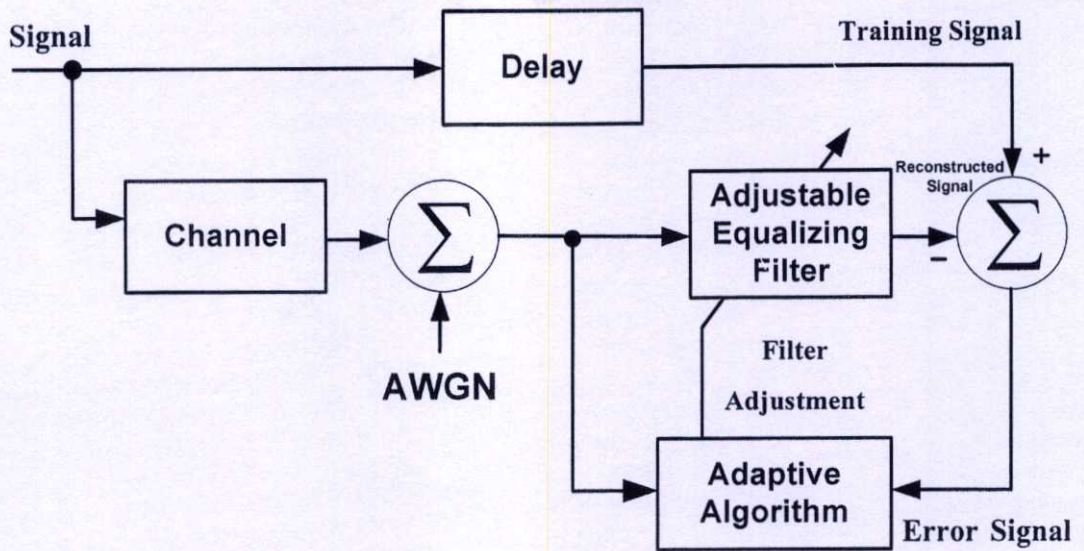 Signal
Training Signal
Delay
+
Reconstructed
Signal
Channel
Σ
Adjustable
Equalizing
Filter
−
Σ
AWGN
Filter
Adjustment
Adaptive
Algorithm
Error Signal